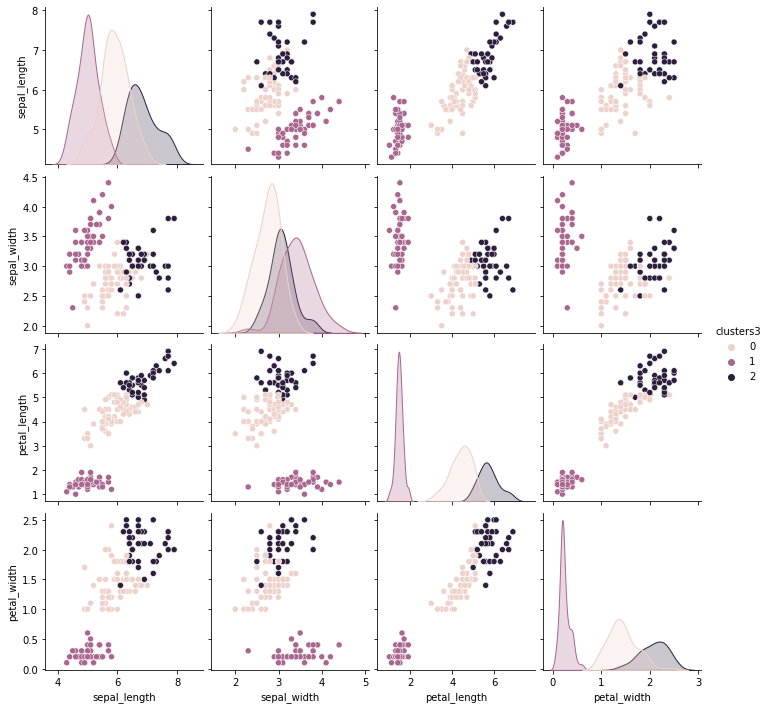 8
7
6
5
sepal_length
4.5
4.0
3.5
3.0
2.5
2.0
sepal_width
clusters3
0
1
2
7
6
5
4
3
2
1
petal_length
2.5
2.0
1.5
1.0
0.5
0.0
petal_width
4 6 8
2 3 4 5
2 4 6
0 1 2 3
sepal_length sepal_width petal_length petal_width